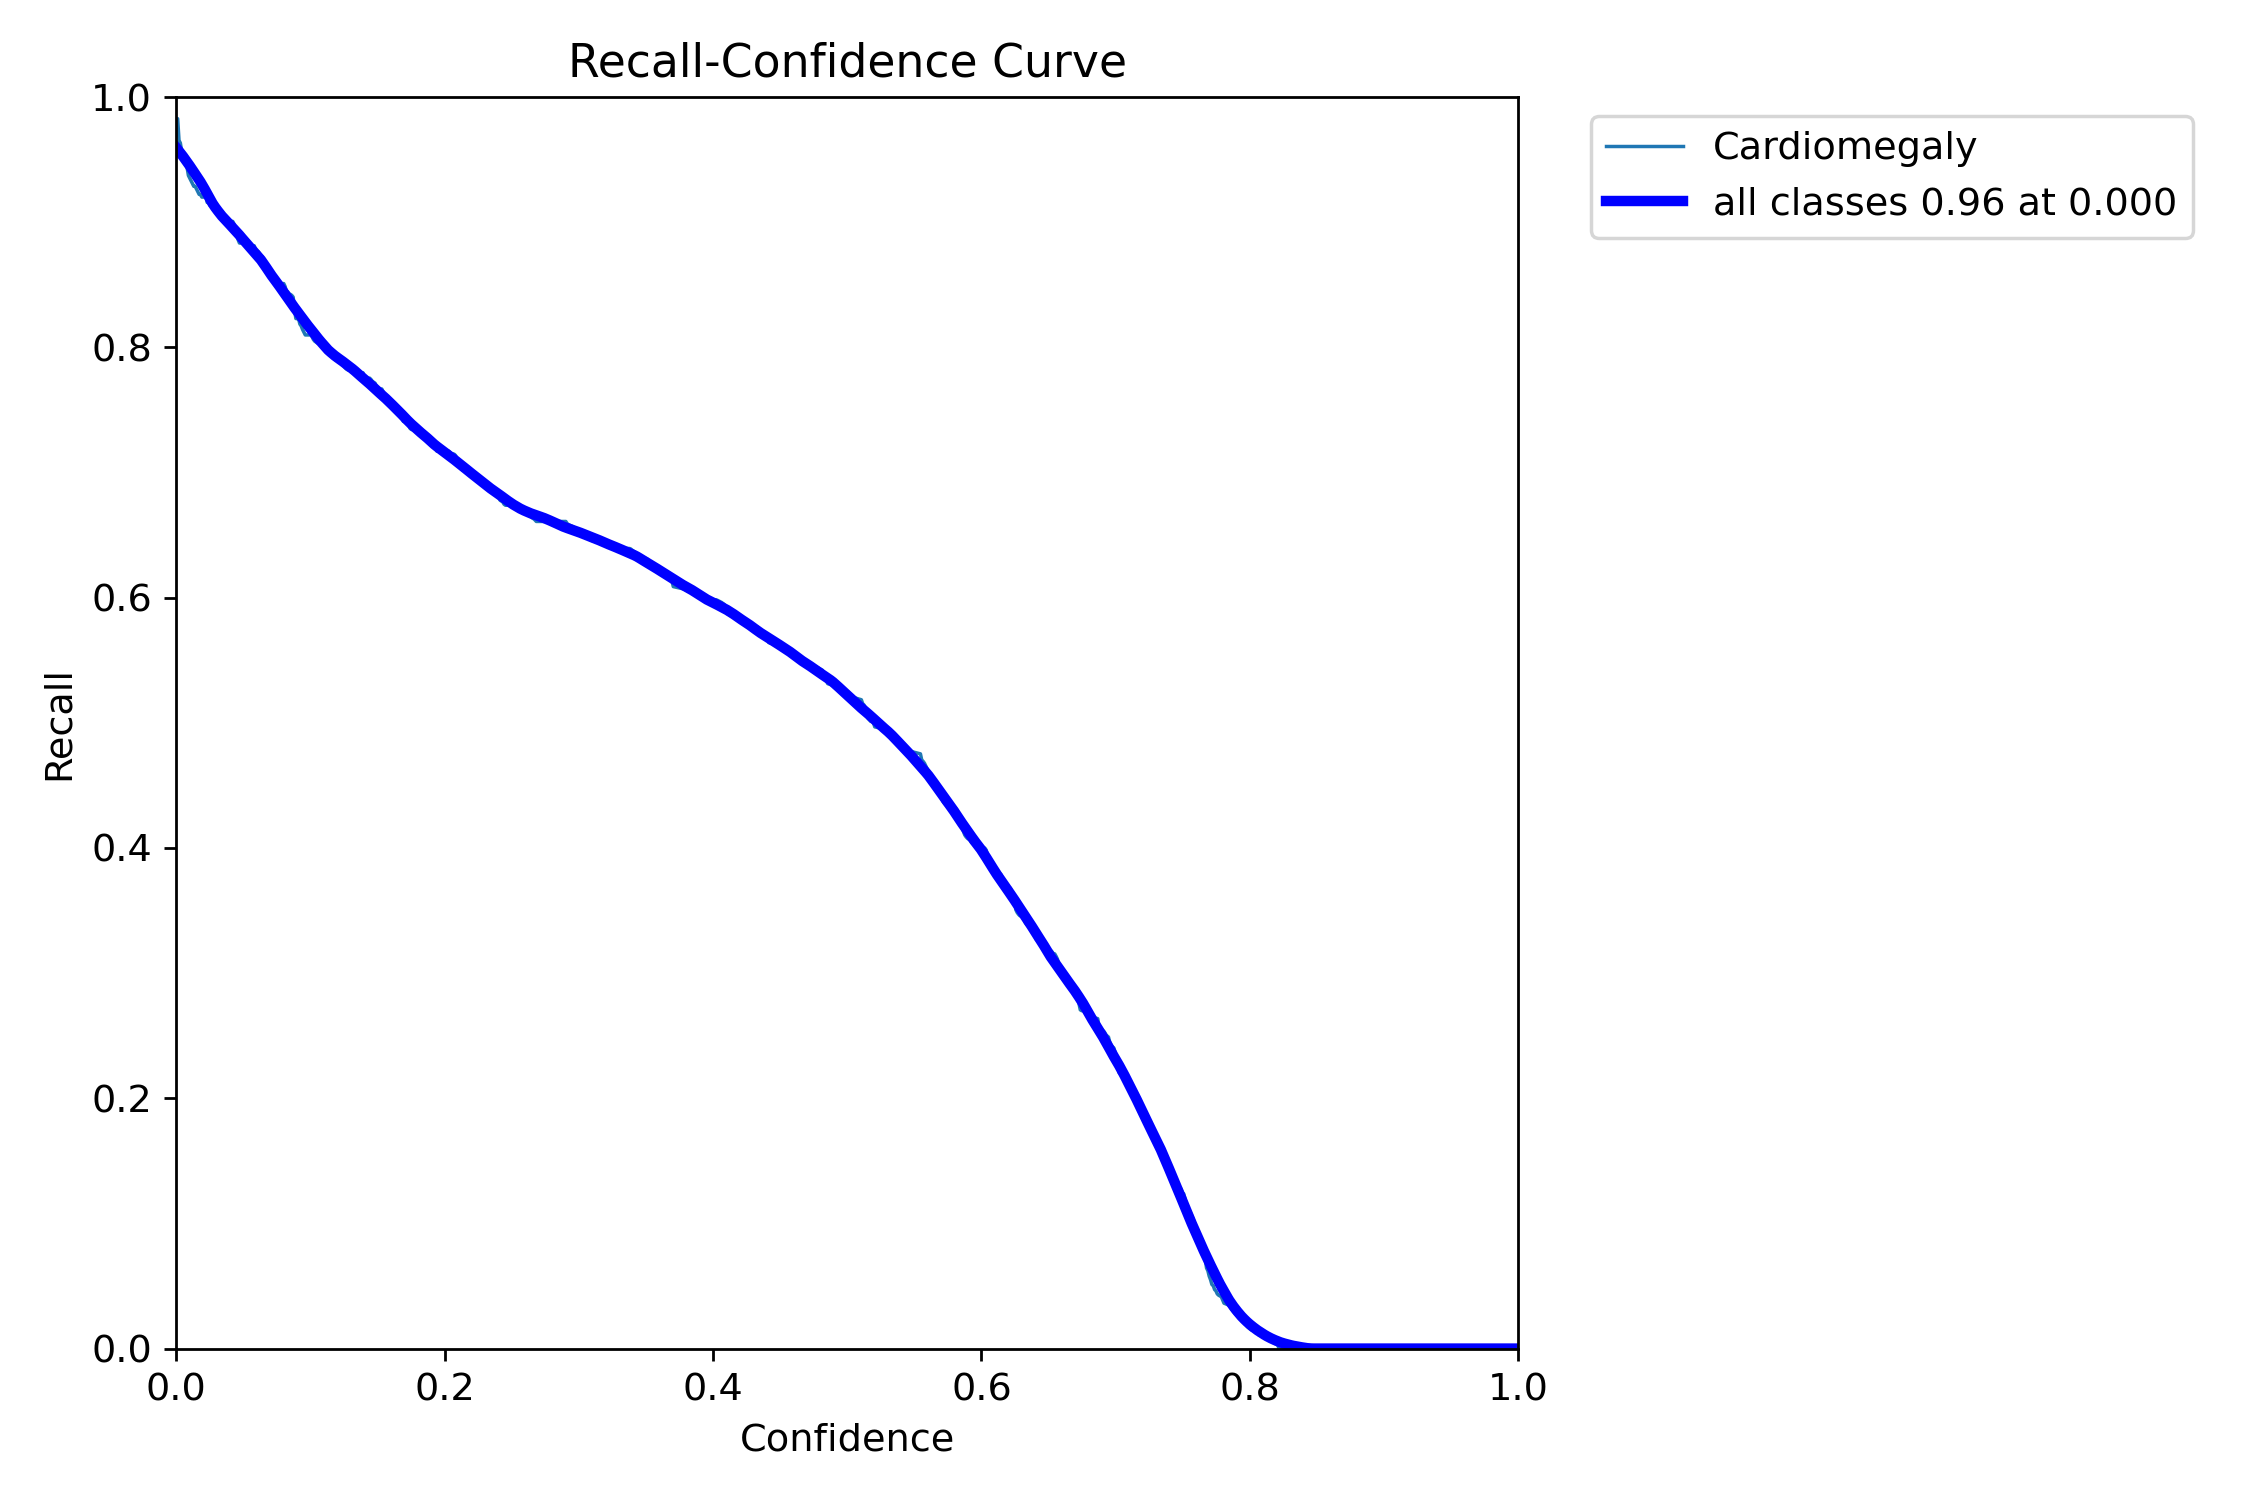 Recall-Confidence Curve
Cardiomegaly
all classes 0.96 at 0.000
1.0
0.8
0.6
0.4
0.2
0.0
Recall
0.0 0.2 0.4 0.6 0.8 1.0
Confidence